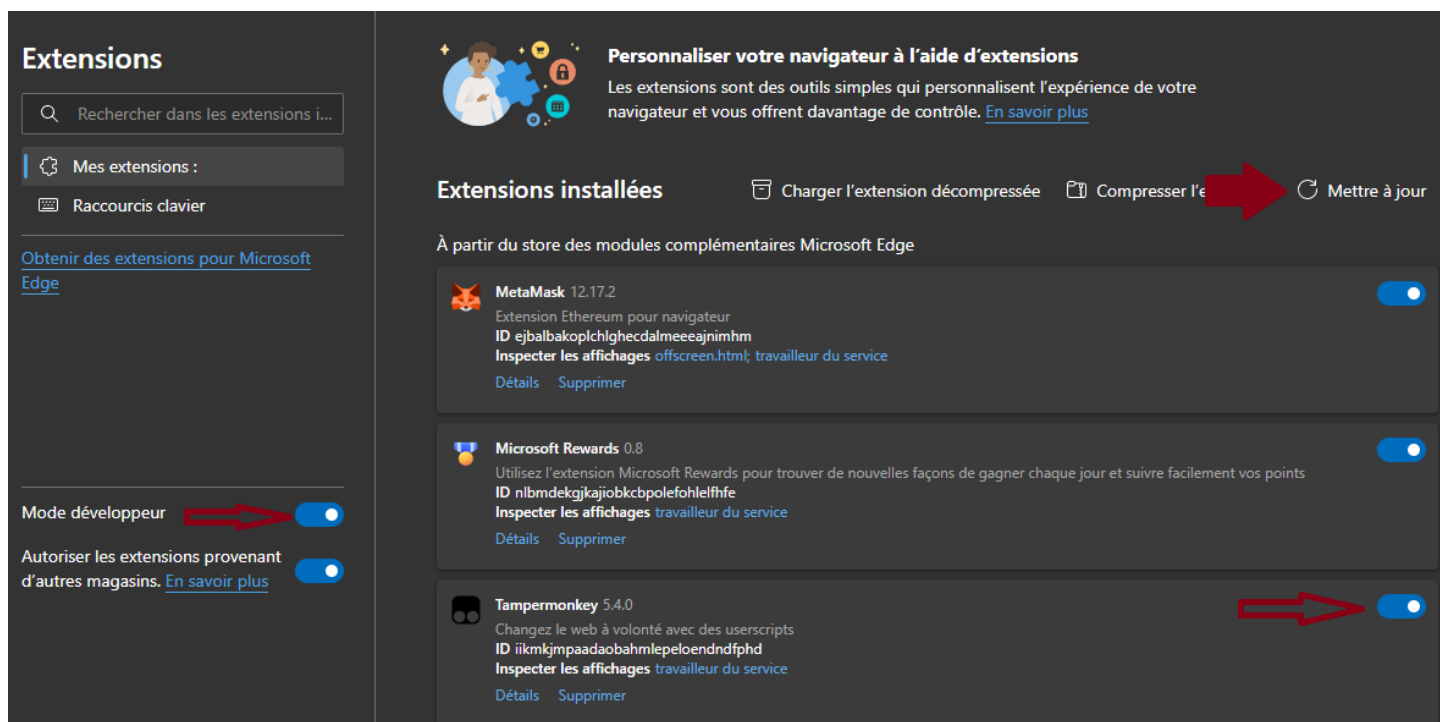 Extensions
Rechercher dans les extensions i...
Mes extensions :
Raccourcis clavier
Obtenir des extensions pour Microsoft
Edge
Mode développeur
Autoriser les extensions provenant
d'autres magasins. En savoir plus
Personnaliser votre navigateur à l'aide d'extensions
Les extensions sont des outils simples qui personnalisent l'expérience de votre
navigateur et vous offrent davantage de contrôle. En savoir plus
Extensions installées
Charger l'extension décompressée
Compresser l'e
Mettre à jour
À partir du store des modules complémentaires Microsoft Edge
MetaMask 12.17.2
Extension Ethereum pour navigateur
ID ejbalbakoplchlghecdalmeeeajnimhm
Inspecter les affichages offscreen.html; travailleur du service
Détails Supprimer
Microsoft Rewards 0.8
Utilisez l'extension Microsoft Rewards pour trouver de nouvelles façons de gagner chaque jour et suivre facilement vos points
ID nlbmdekgjkajiobkcbpolefohlelfhfe
Inspecter les affichages travailleur du service
Détails Supprimer
Tampermonkey 5.4.0
Changez le web à volonté avec des userscripts
ID iikmkjmpaadaobahmlepeloendndfphd
Inspecter les affichages travailleur du service
Détails Supprimer